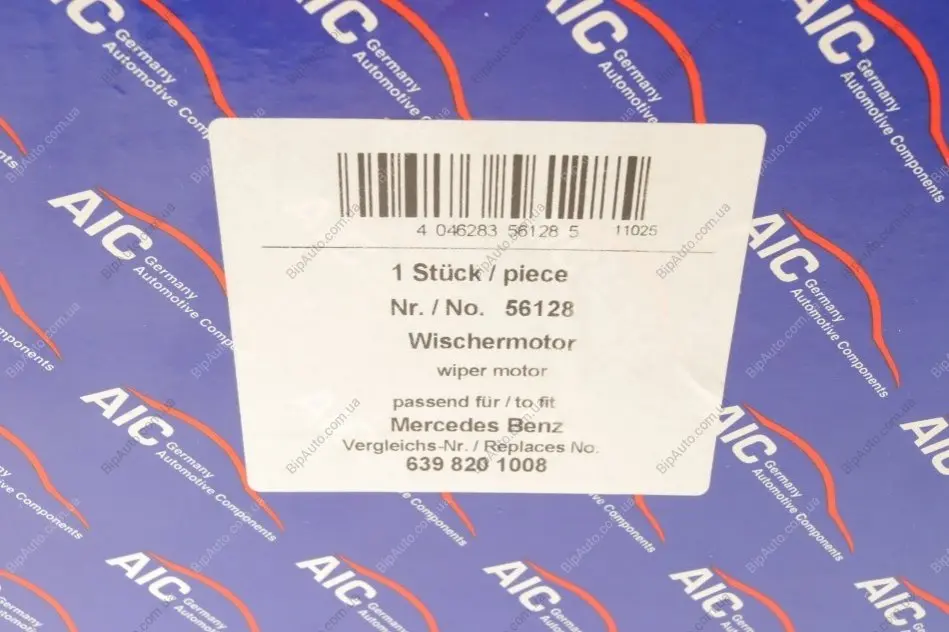 AIC
Germany
Automotive Components
4 046283 56128 5 11025
1 Stück / piece
Nr. / No. 56128
Wischermotor
wiper motor
passend für / to fit
Mercedes Benz
Vergleichs-Nr. / Replaces No.
639 820 1008
BipAuto.com.ua